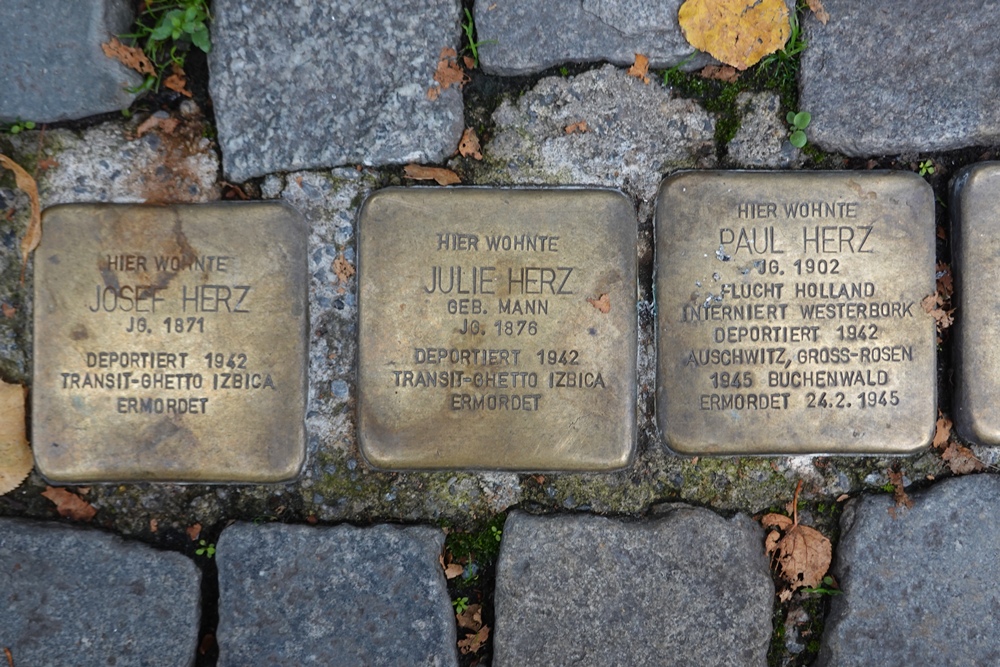 HIER WOHNTE
JOSEF HERZ
JG. 1871
DEPORTIERT 1942
TRANSIT-GHETTO IZBICA
ERMORDET
HIER WOHNTE
JULIE HERZ
GEB. MANN
JG. 1876
DEPORTIERT 1942
TRANSIT-GHETTO IZBICA
ERMORDET
HIER WOHNTE
PAUL HERZ
JG. 1902
FLUCHT HOLLAND
INTERNIERT WESTERBORK
DEPORTIERT 1942
AUSCHWITZ, GROSS-ROSEN
1945 BUCHENWALD
ERMORDET 24.2.1945